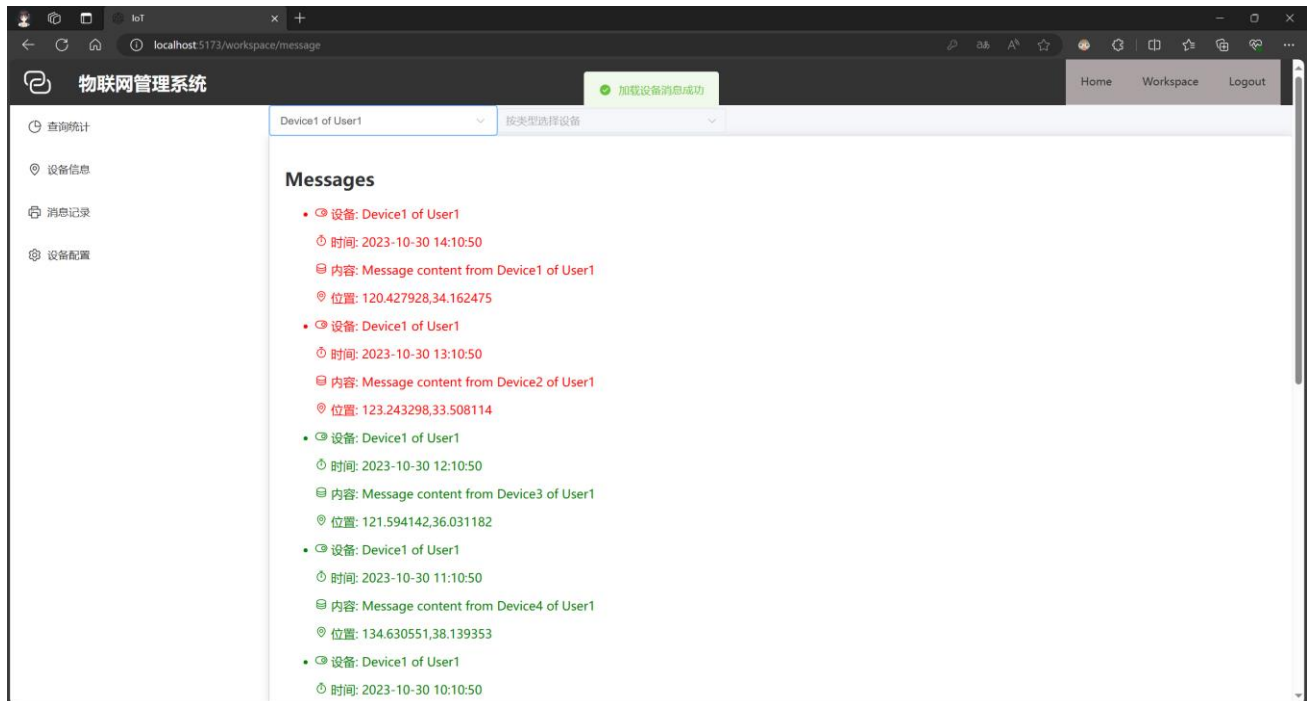 IoT
localhost:5173/workspace/message
物联网管理系统
加载设备消息成功
Home Workspace Logout
查询统计
设备信息
消息记录
设备配置
Device1 of User1
按类型选择设备
Messages
设备: Device1 of User1
时间: 2023-10-30 14:10:50
内容: Message content from Device1 of User1
位置: 120.427928,34.162475
设备: Device1 of User1
时间: 2023-10-30 13:10:50
内容: Message content from Device2 of User1
位置: 123.243298,33.508114
设备: Device1 of User1
时间: 2023-10-30 12:10:50
内容: Message content from Device3 of User1
位置: 121.594142,36.031182
设备: Device1 of User1
时间: 2023-10-30 11:10:50
内容: Message content from Device4 of User1
位置: 134.630551,38.139353
设备: Device1 of User1
时间: 2023-10-30 10:10:50